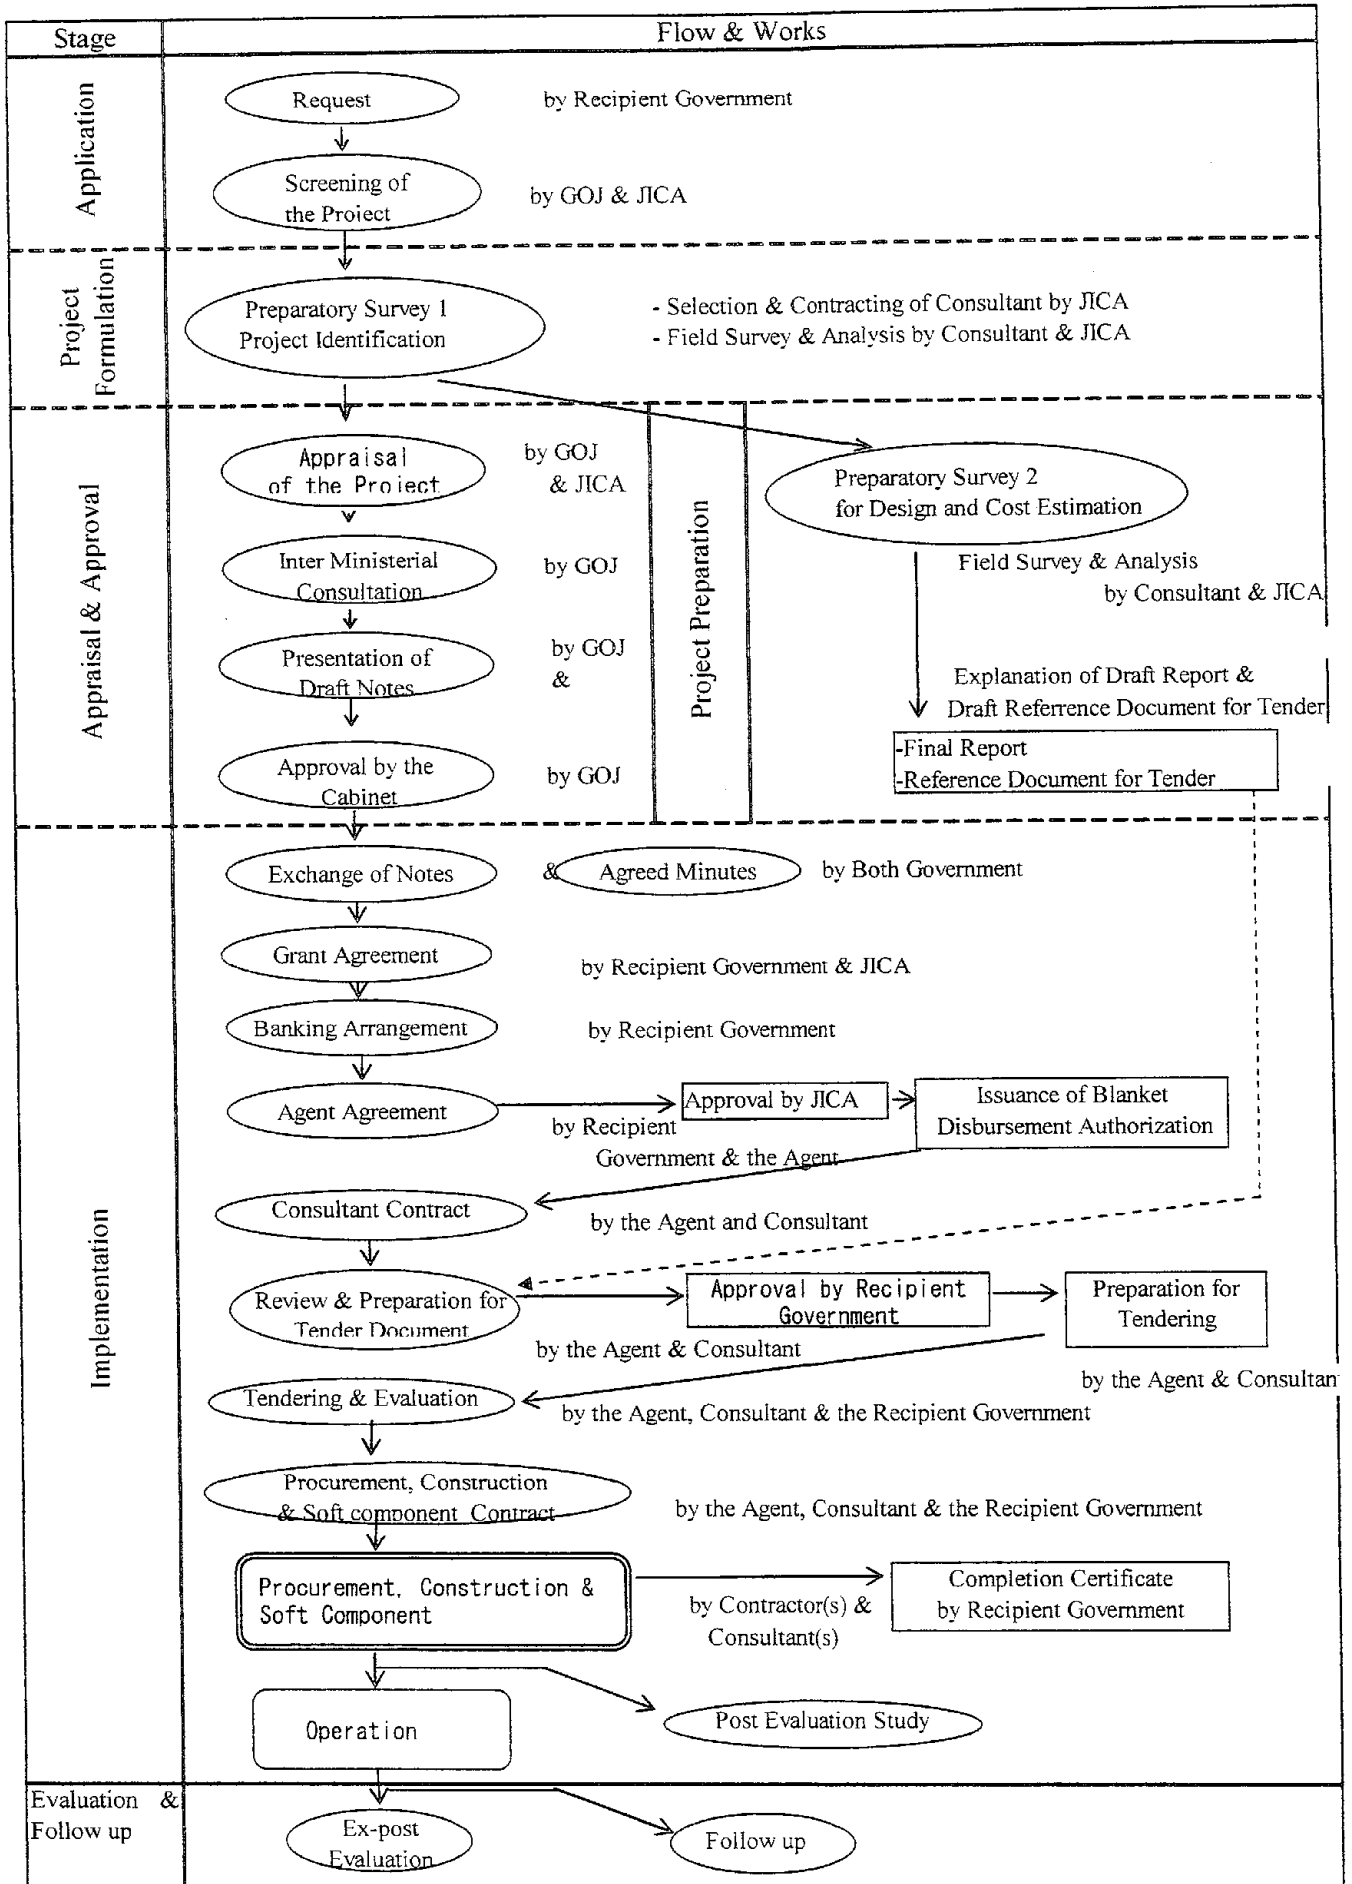 Stage
Flow & Works
Application
Request
by Recipient Government
Screening of
the Project
by GOJ & JICA
Project
Formulation
Preparatory Survey 1
Project Identification
- Selection & Contracting of Consultant by JICA
- Field Survey & Analysis by Consultant & JICA
Appraisal & Approval
Appraisal
of the Project
by GOJ
& JICA
Inter Ministerial
Consultation
by GOJ
Presentation of
Draft Notes
by GOJ
&
Approval by the
Cabinet
by GOJ
Project Preparation
Preparatory Survey 2
for Design and Cost Estimation
Field Survey & Analysis
by Consultant & JICA
Explanation of Draft Report &
Draft Referrence Document for Tender
-Final Report
-Reference Document for Tender
Implementation
Exchange of Notes
&
Agreed Minutes
by Both Government
Grant Agreement
by Recipient Government & JICA
Banking Arrangement
by Recipient Government
Agent Agreement
by Recipient
Government & the Agent
Approval by JICA
Issuance of Blanket
Disbursement Authorization
Consultant Contract
by the Agent and Consultant
Review & Preparation for
Tender Document
by the Agent & Consultant
Approval by Recipient
Government
Preparation for
Tendering
by the Agent & Consultant
Tendering & Evaluation
by the Agent, Consultant & the Recipient Government
Procurement, Construction
& Soft component Contract
by the Agent, Consultant & the Recipient Government
Procurement, Construction &
Soft Component
by Contractor(s) &
Consultant(s)
Completion Certificate
by Recipient Government
Operation
Post Evaluation Study
Evaluation &
Follow up
Ex-post
Evaluation
Follow up